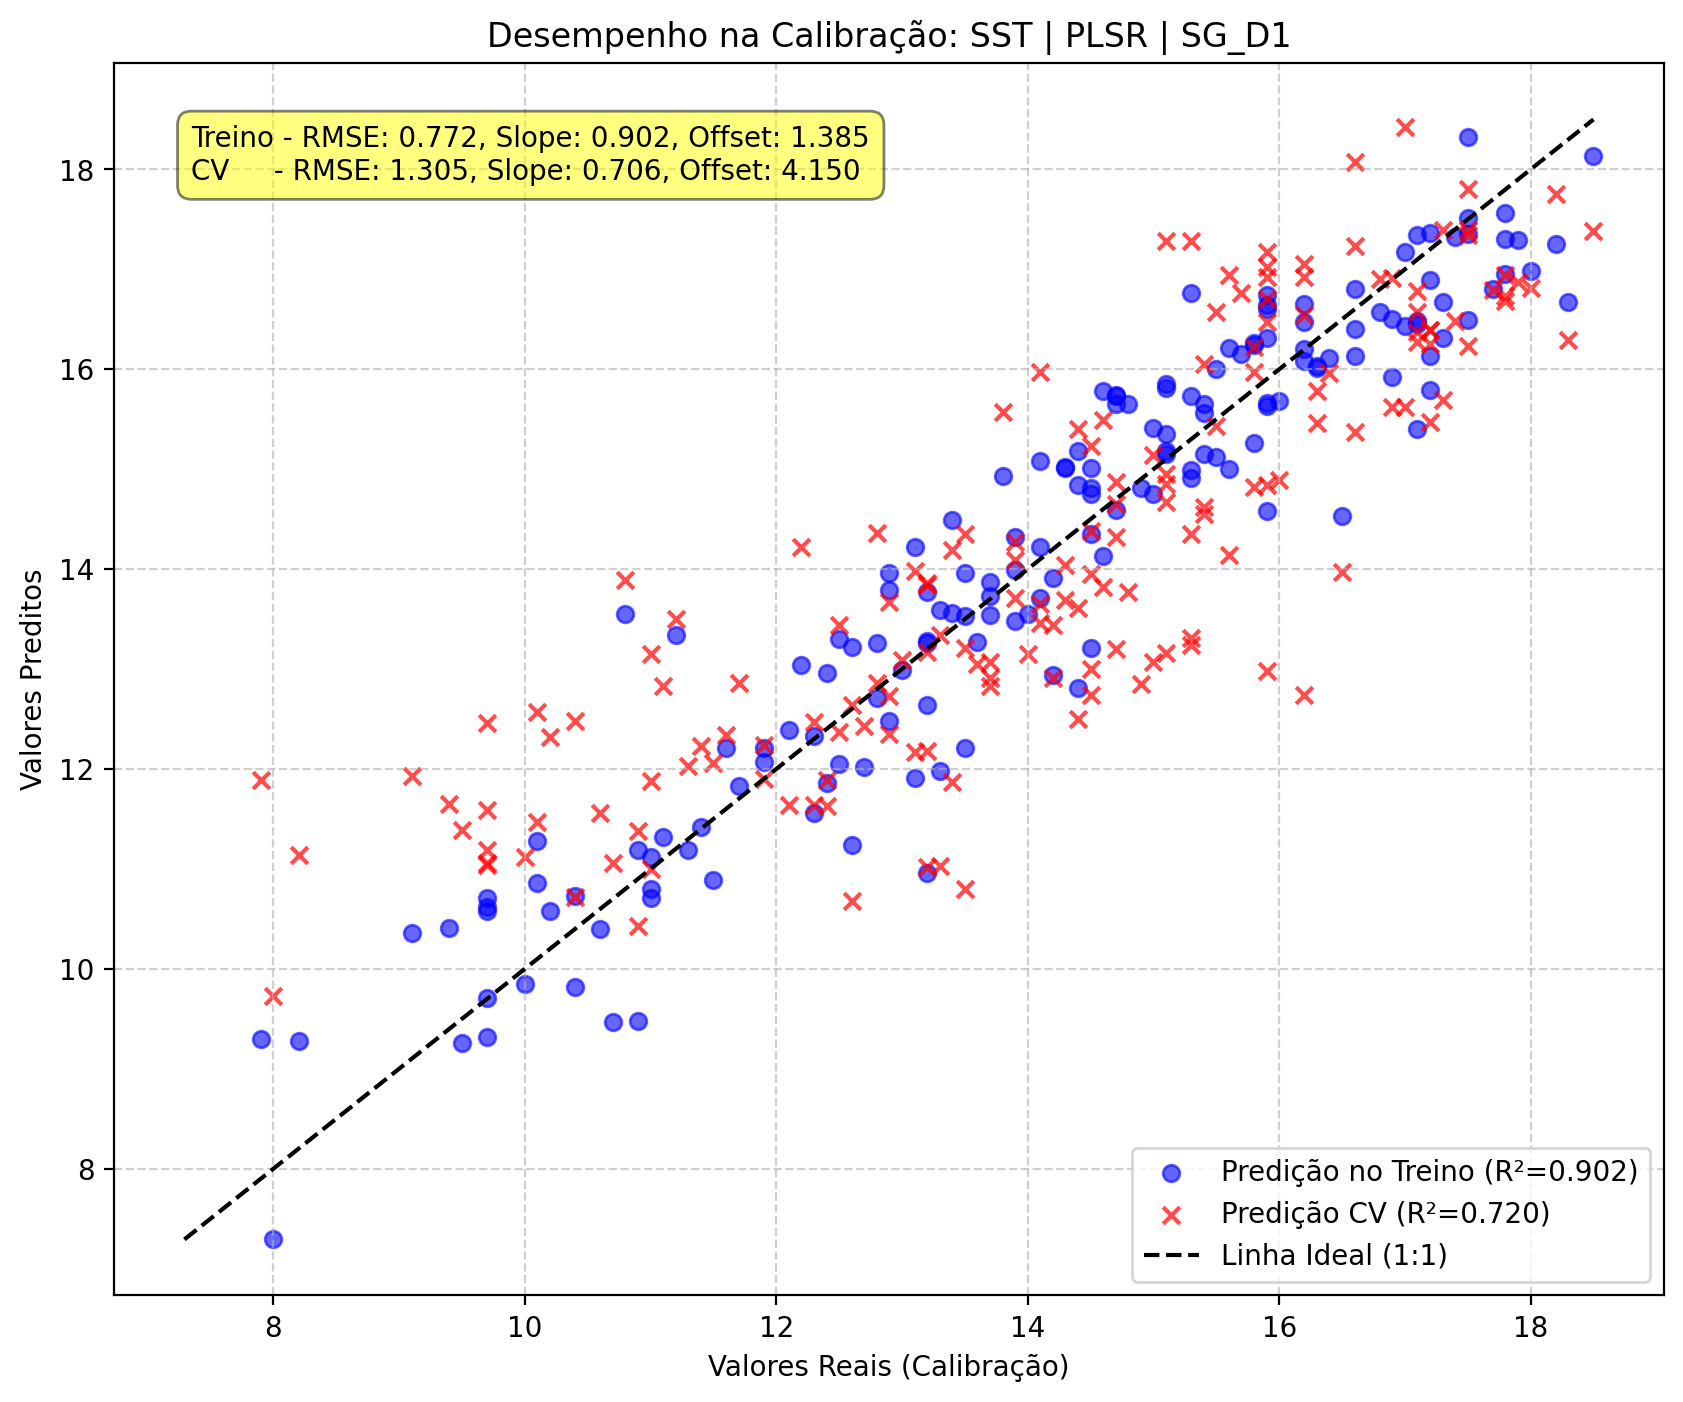 Desempenho na Calibração: SST | PLSR | SG_D1
Treino - RMSE: 0.772, Slope: 0.902, Offset: 1.385
CV - RMSE: 1.305, Slope: 0.706, Offset: 4.150
Valores Preditos
18
16
14
12
10
8
Predição no Treino (R²=0.902)
Predição CV (R²=0.720)
Linha Ideal (1:1)
8 10 12 14 16 18
Valores Reais (Calibração)